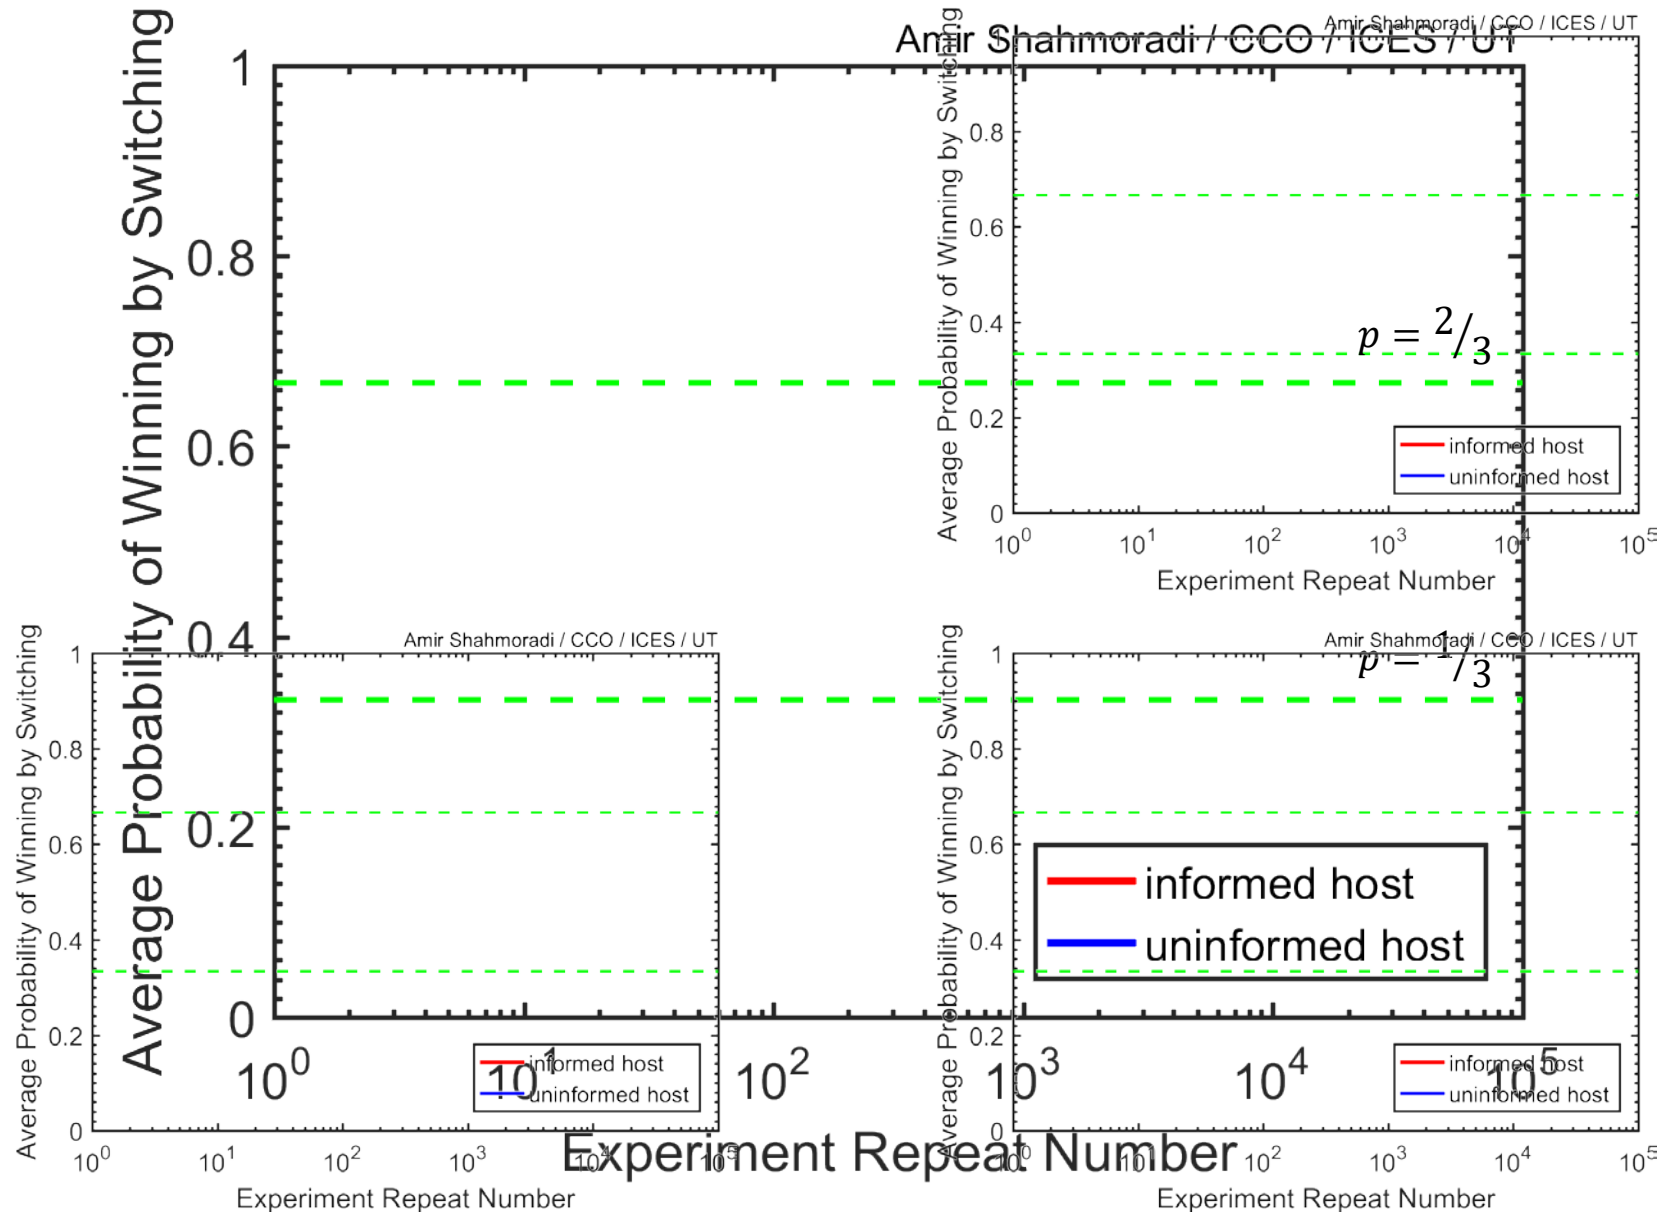 Amir Shahmoradi / CCO / ICES / UT
Average Probability of Winning by Switching
1
0.8
0.6
0.4
0.2
0
10^0
10^1
10^2
10^3
10^4
10^5
Experiment Repeat Number
p = 2/3
p = 1/3
informed host
uninformed host
Amir Shahmoradi / CCO / ICES / UT
Average Probability of Winning by Switching
1
0.8
0.6
0.4
0.2
0
informed host
uninformed host
10^0
10^1
10^2
10^3
10^4
10^5
Experiment Repeat Number
Amir Shahmoradi / CCO / ICES / UT
Average Probability of Winning by Switching
1
0.8
0.6
0.4
0.2
0
informed host
uninformed host
10^0
10^1
10^2
10^3
10^4
10^5
Experiment Repeat Number
Amir Shahmoradi / CCO / ICES / UT
Average Probability of Winning by Switching
1
0.8
0.6
0.4
0.2
0
informed host
uninformed host
10^0
10^1
10^2
10^3
10^4
10^5
Experiment Repeat Number